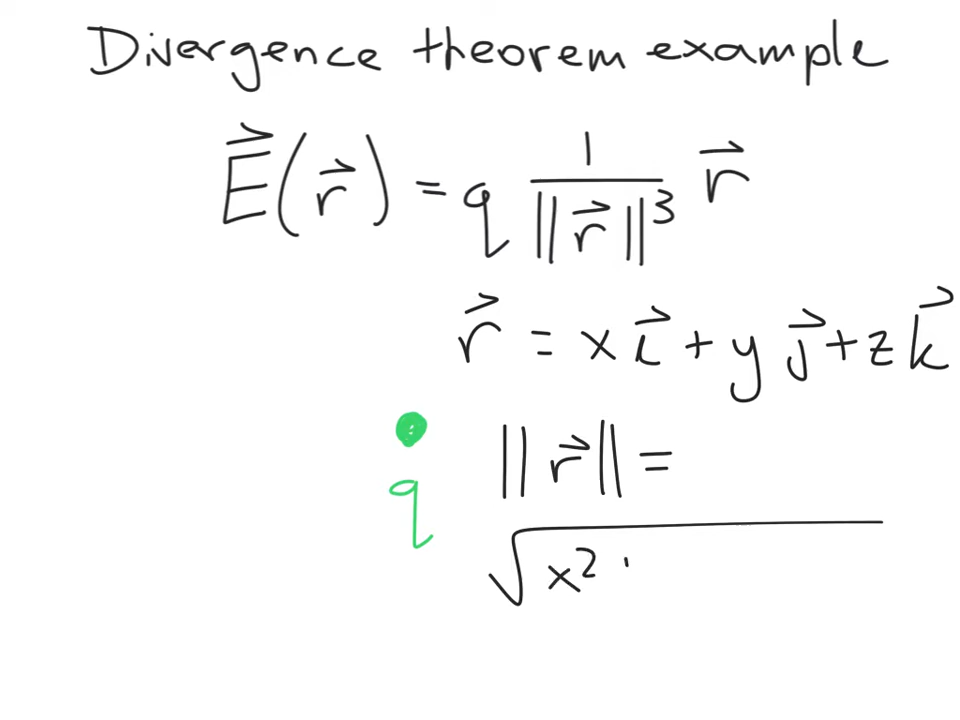 Divergence theorem example
E⃗(r⃗) = q 1/||r⃗||³ r⃗
r⃗ = x i⃗ + y j⃗ + z k⃗
||r⃗|| =
q
√x²